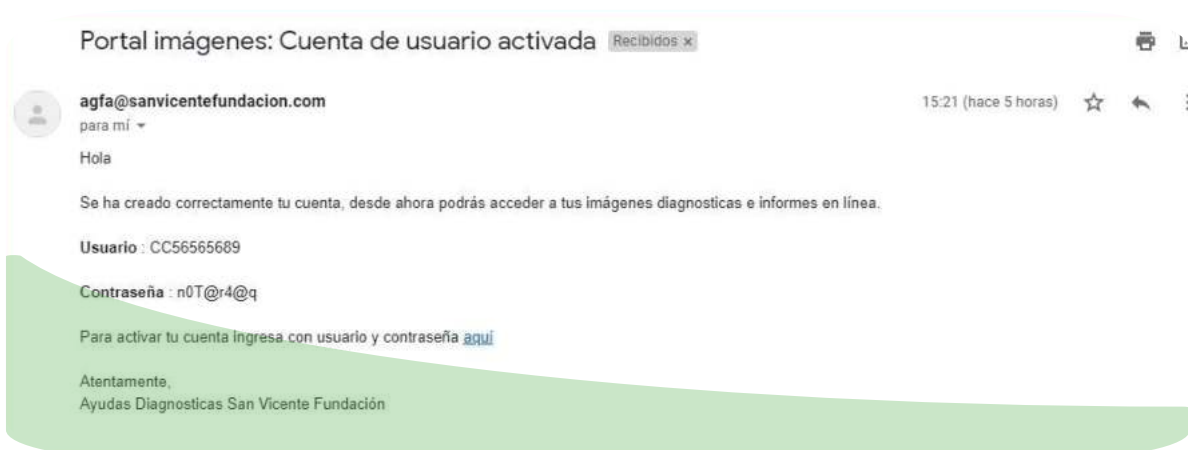 Portal imágenes: Cuenta de usuario activada Recibidos x
agfa@sanvicentefundacion.com 15:21 (hace 5 horas)
para mí
Hola
Se ha creado correctamente tu cuenta, desde ahora podrás acceder a tus imágenes diagnosticas e informes en línea.
Usuario : CC56565689
Contraseña : n0T@r4@q
Para activar tu cuenta ingresa con usuario y contraseña aquí
Atentamente,
Ayudas Diagnosticas San Vicente Fundación